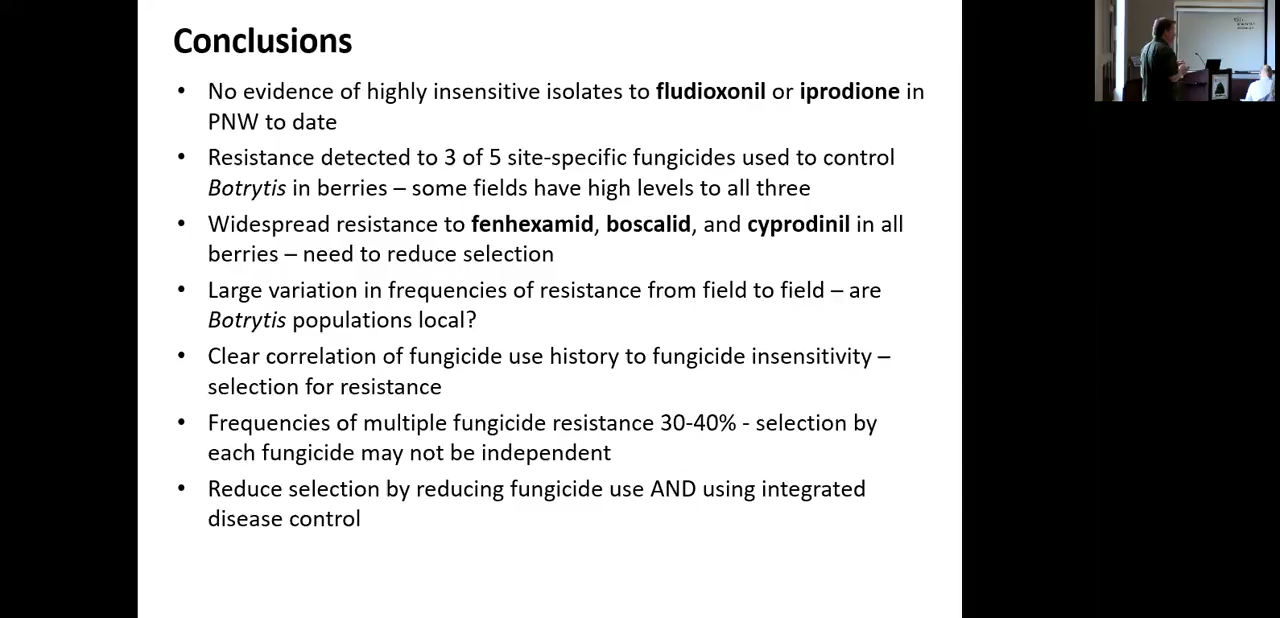 Conclusions
• No evidence of highly insensitive isolates to fludioxonil or iprodione in
PNW to date
• Resistance detected to 3 of 5 site-specific fungicides used to control
Botrytis in berries – some fields have high levels to all three
• Widespread resistance to fenhexamid, boscalid, and cyprodinil in all
berries – need to reduce selection
• Large variation in frequencies of resistance from field to field – are
Botrytis populations local?
• Clear correlation of fungicide use history to fungicide insensitivity –
selection for resistance
• Frequencies of multiple fungicide resistance 30-40% - selection by
each fungicide may not be independent
• Reduce selection by reducing fungicide use AND using integrated
disease control